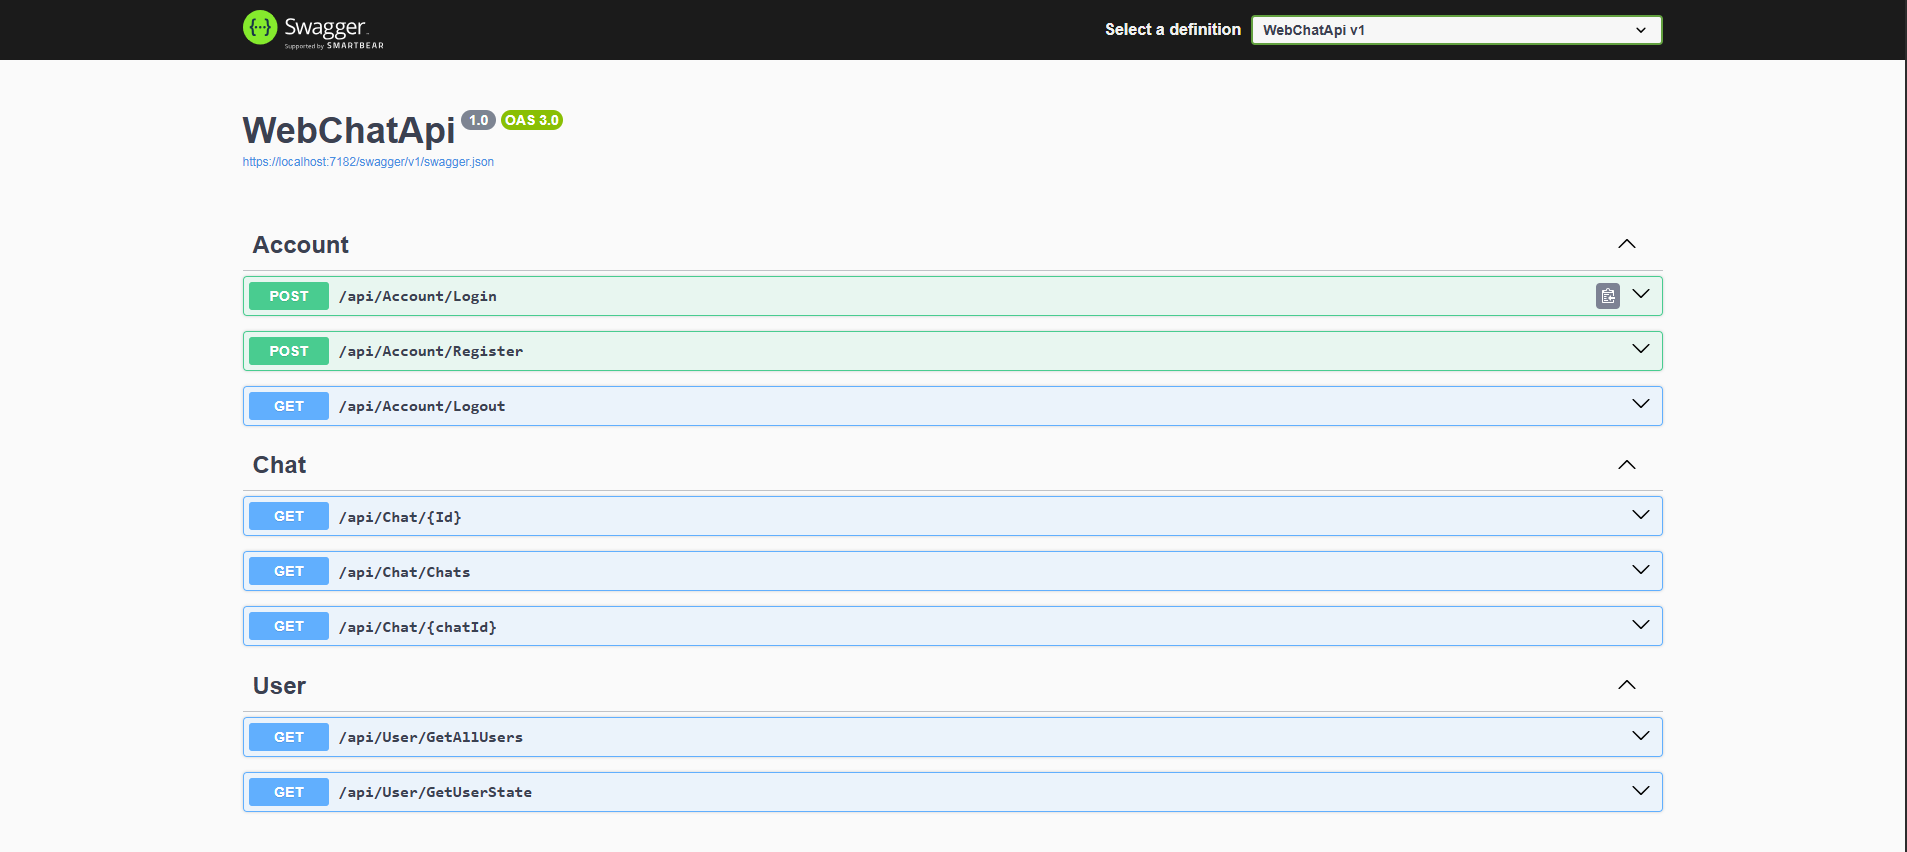 Swagger
Supported by SMARTBEAR
Select a definition
WebChatApi v1
WebChatApi 1.0 OAS 3.0
https://localhost:7182/swagger/v1/swagger.json
Account
POST /api/Account/Login
POST /api/Account/Register
GET /api/Account/Logout
Chat
GET /api/Chat/{Id}
GET /api/Chat/Chats
GET /api/Chat/{chatId}
User
GET /api/User/GetAllUsers
GET /api/User/GetUserState